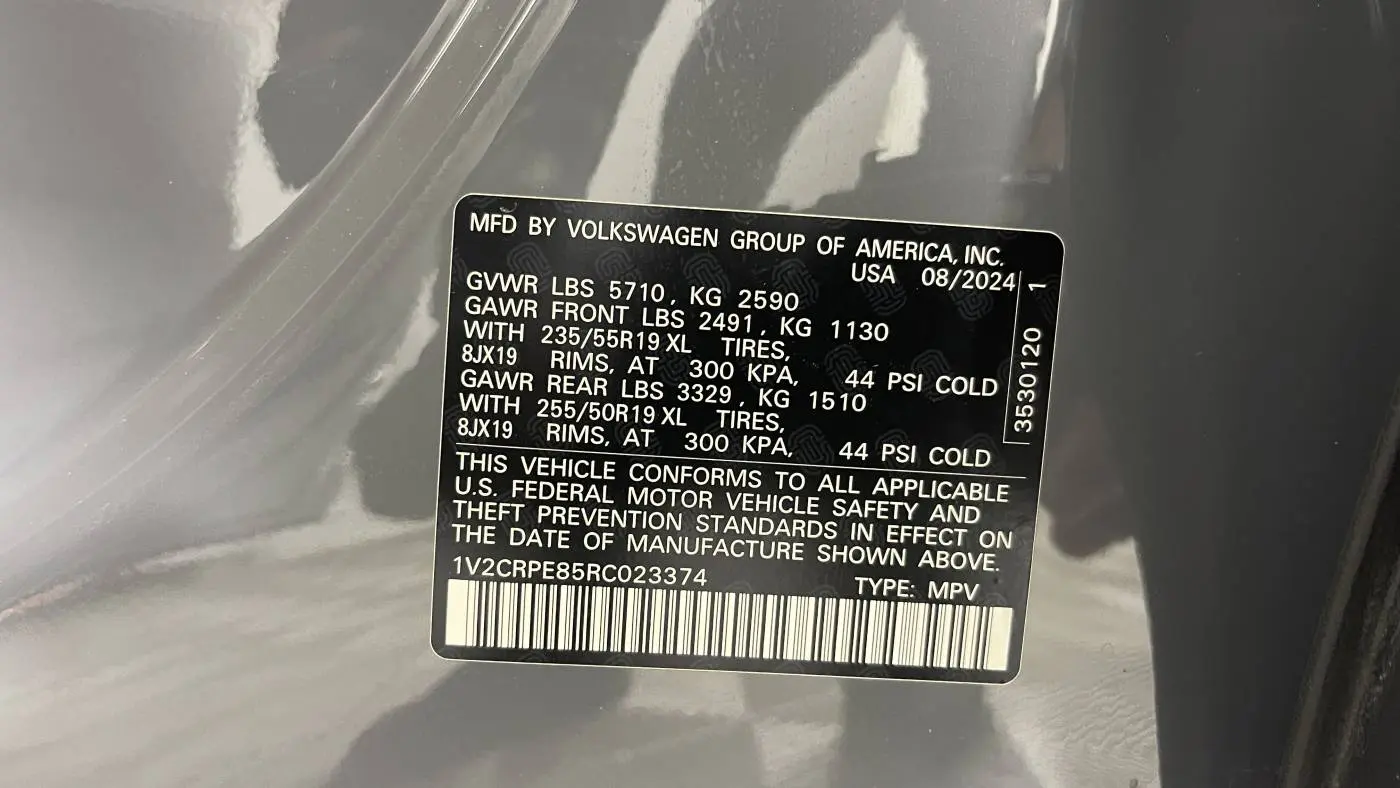 MFD BY VOLKSWAGEN GROUP OF AMERICA, INC.
USA 08/2024
GVWR LBS 5710, KG 2590
GAWR FRONT LBS 2491, KG 1130
WITH 235/55R19 XL TIRES,
8JX19 RIMS, AT 300 KPA, 44 PSI COLD
GAWR REAR LBS 3329, KG 1510
WITH 255/50R19 XL TIRES,
8JX19 RIMS, AT 300 KPA, 44 PSI COLD
3530120 1
THIS VEHICLE CONFORMS TO ALL APPLICABLE
U.S. FEDERAL MOTOR VEHICLE SAFETY AND
THEFT PREVENTION STANDARDS IN EFFECT ON
THE DATE OF MANUFACTURE SHOWN ABOVE.
1V2CRPE85RC023374 TYPE: MPV